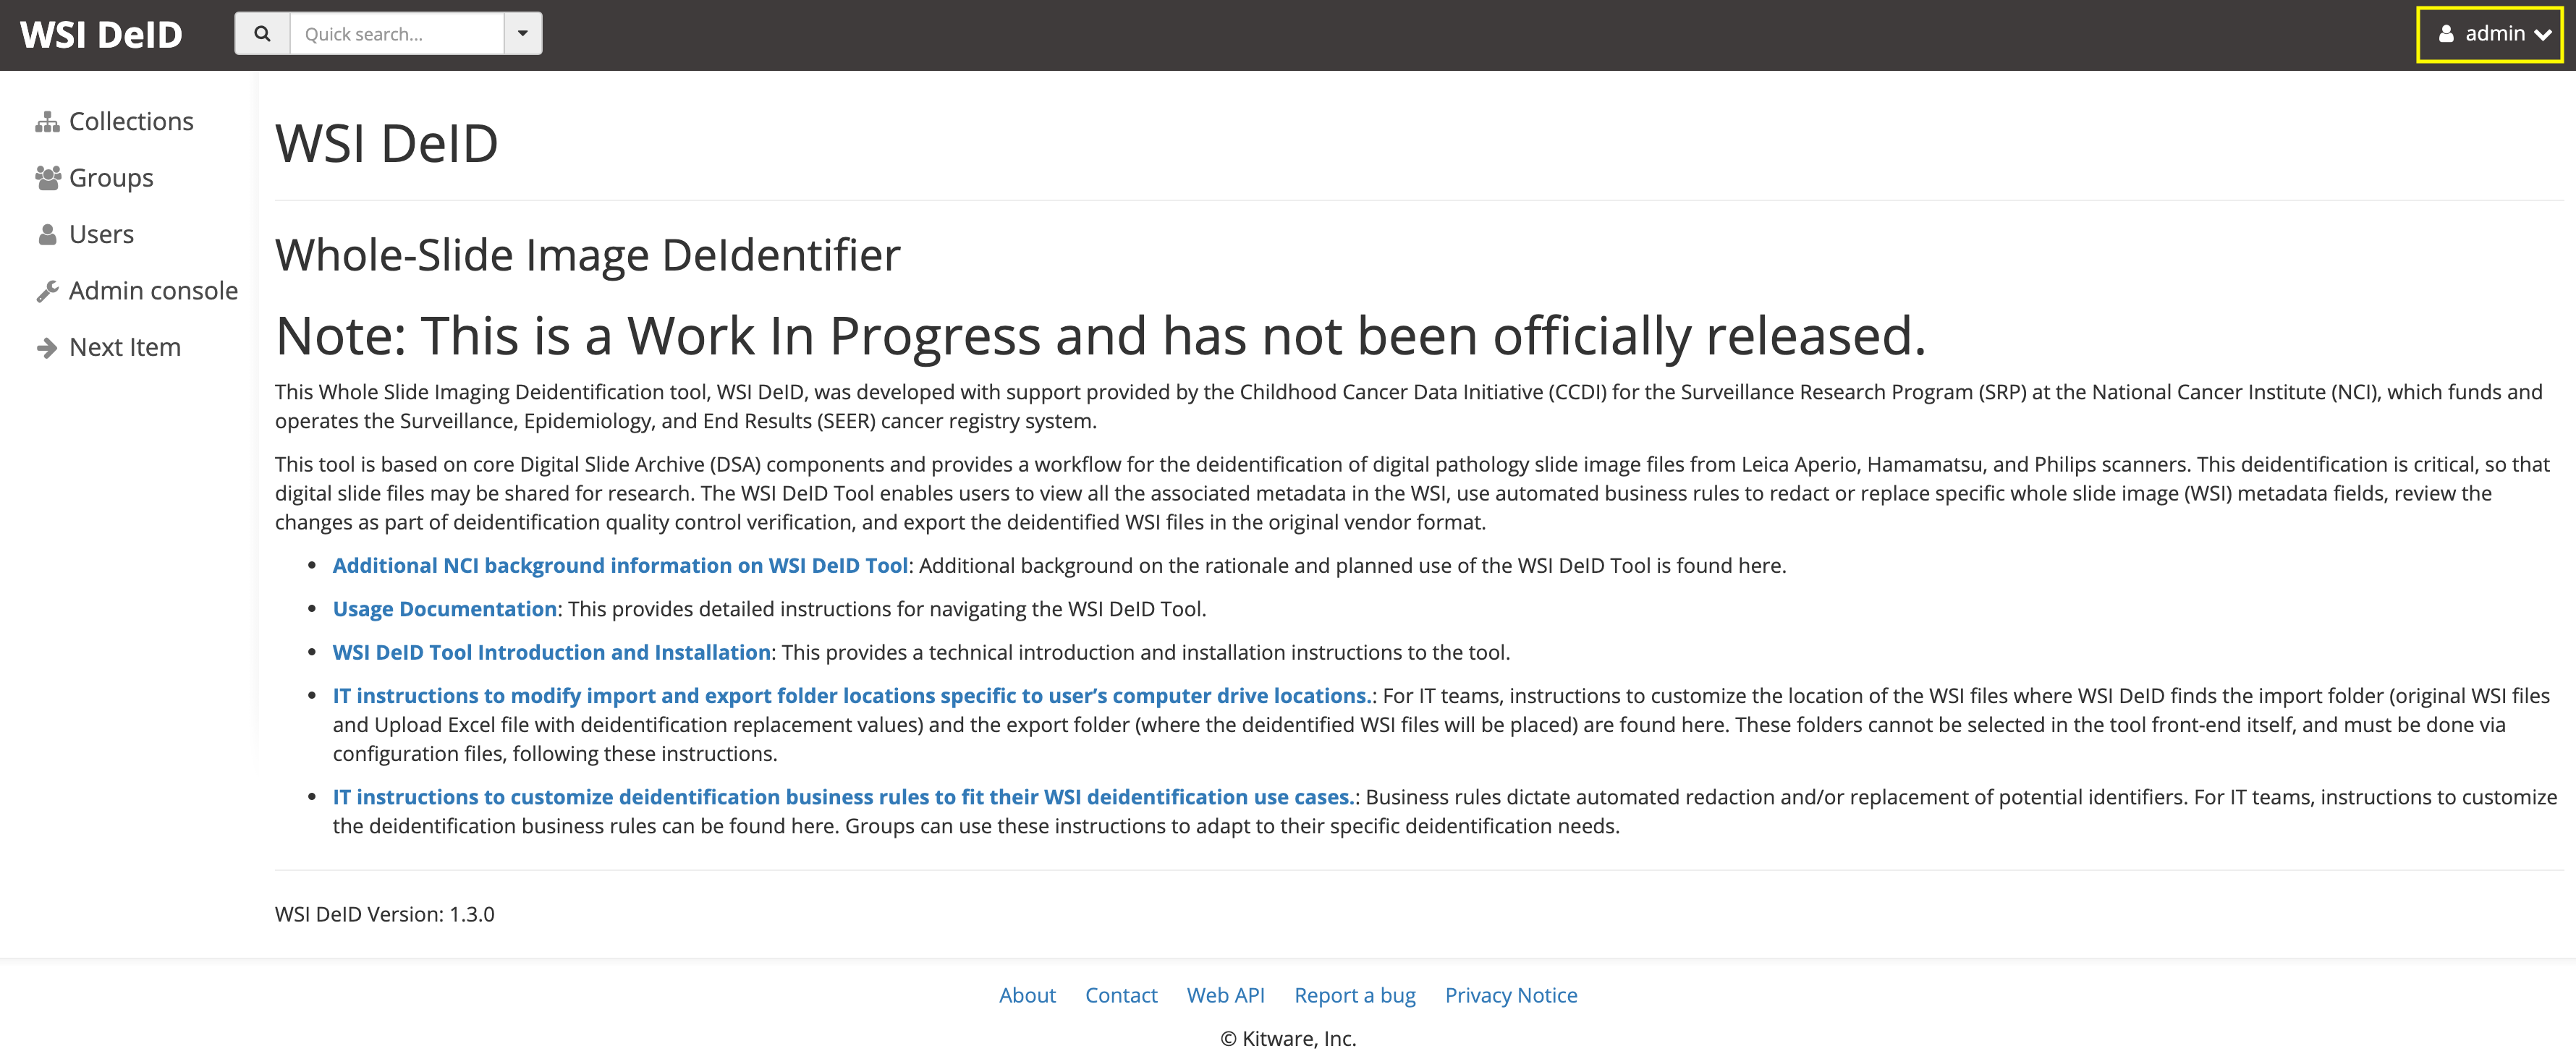 WSI DeID
Quick search...
admin
Collections
Groups
Users
Admin console
Next Item
WSI DeID
Whole-Slide Image DeIdentifier
Note: This is a Work In Progress and has not been officially released.
This Whole Slide Imaging Deidentification tool, WSI DeID, was developed with support provided by the Childhood Cancer Data Initiative (CCDI) for the Surveillance Research Program (SRP) at the National Cancer Institute (NCI), which funds and
operates the Surveillance, Epidemiology, and End Results (SEER) cancer registry system.
This tool is based on core Digital Slide Archive (DSA) components and provides a workflow for the deidentification of digital pathology slide image files from Leica Aperio, Hamamatsu, and Philips scanners. This deidentification is critical, so that
digital slide files may be shared for research. The WSI DeID Tool enables users to view all the associated metadata in the WSI, use automated business rules to redact or replace specific whole slide image (WSI) metadata fields, review the
changes as part of deidentification quality control verification, and export the deidentified WSI files in the original vendor format.
• Additional NCI background information on WSI DeID Tool: Additional background on the rationale and planned use of the WSI DeID Tool is found here.
• Usage Documentation: This provides detailed instructions for navigating the WSI DeID Tool.
• WSI DeID Tool Introduction and Installation: This provides a technical introduction and installation instructions to the tool.
• IT instructions to modify import and export folder locations specific to user's computer drive locations.: For IT teams, instructions to customize the location of the WSI files where WSI DeID finds the import folder (original WSI files
and Upload Excel file with deidentification replacement values) and the export folder (where the deidentified WSI files will be placed) are found here. These folders cannot be selected in the tool front-end itself, and must be done via
configuration files, following these instructions.
• IT instructions to customize deidentification business rules to fit their WSI deidentification use cases.: Business rules dictate automated redaction and/or replacement of potential identifiers. For IT teams, instructions to customize
the deidentification business rules can be found here. Groups can use these instructions to adapt to their specific deidentification needs.
WSI DeID Version: 1.3.0
About Contact Web API Report a bug Privacy Notice
© Kitware, Inc.